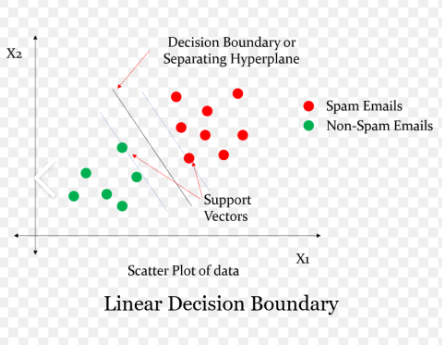 Decision Boundary or
Separating Hyperplane
X2
Spam Emails
Non-Spam Emails
Support
Vectors
X1
Scatter Plot of data
Linear Decision Boundary